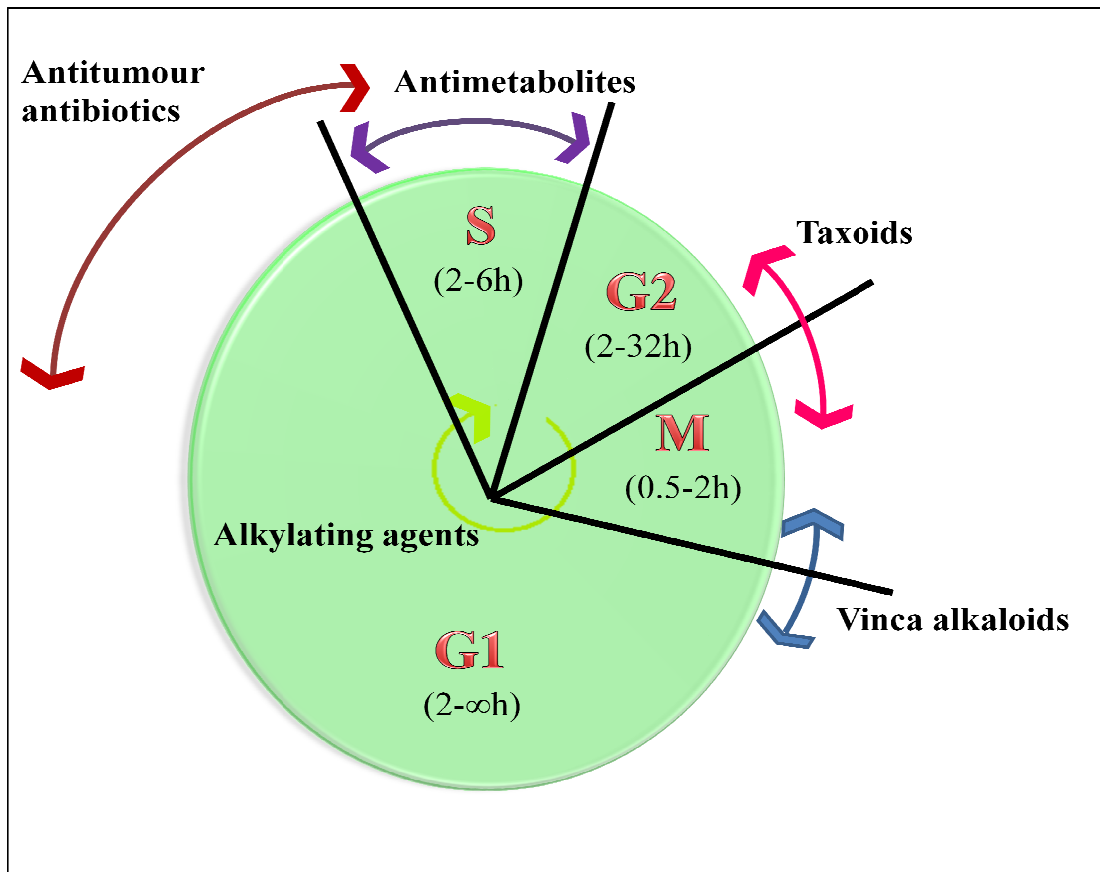 Antitumour
antibiotics
Antimetabolites
S
(2-6h)
Taxoids
G2
(2-32h)
M
(0.5-2h)
Alkylating agents
Vinca alkaloids
G1
(2-∞h)